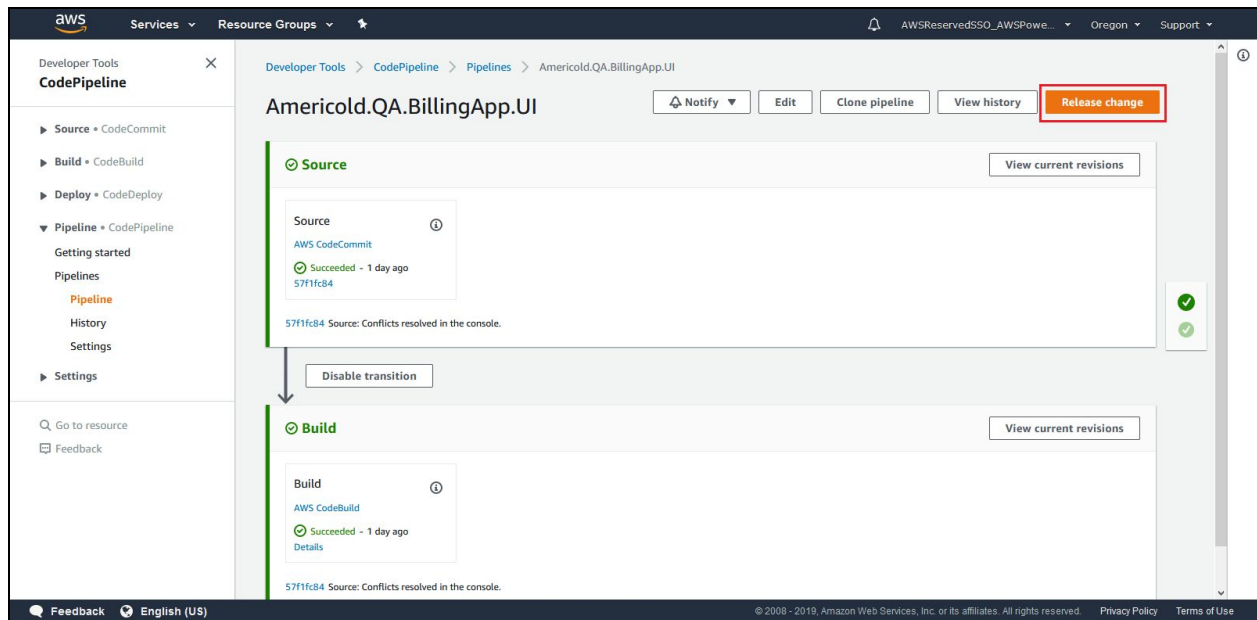 aws Services Resource Groups AWSReservedSSO_AWSPowe... Oregon Support
Developer Tools
CodePipeline
Source • CodeCommit
Build • CodeBuild
Deploy • CodeDeploy
Pipeline • CodePipeline
Getting started
Pipelines
Pipeline
History
Settings
Settings
Go to resource
Feedback
Developer Tools > CodePipeline > Pipelines > Americold.QA.BillingApp.UI
Americold.QA.BillingApp.UI Notify Edit Clone pipeline View history Release change
Source View current revisions
Source
AWS CodeCommit
Succeeded - 1 day ago
57f1fc84
57f1fc84 Source: Conflicts resolved in the console.
Disable transition
Build View current revisions
Build
AWS CodeBuild
Succeeded - 1 day ago
Details
57f1fc84 Source: Conflicts resolved in the console.
Feedback English (US) © 2008 - 2019, Amazon Web Services, Inc. or its affiliates. All rights reserved. Privacy Policy Terms of Use